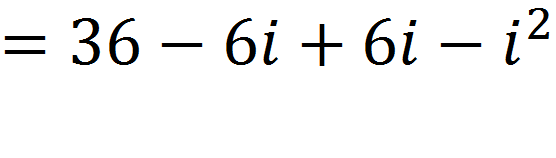 = 36 − 6i + 6i − i²